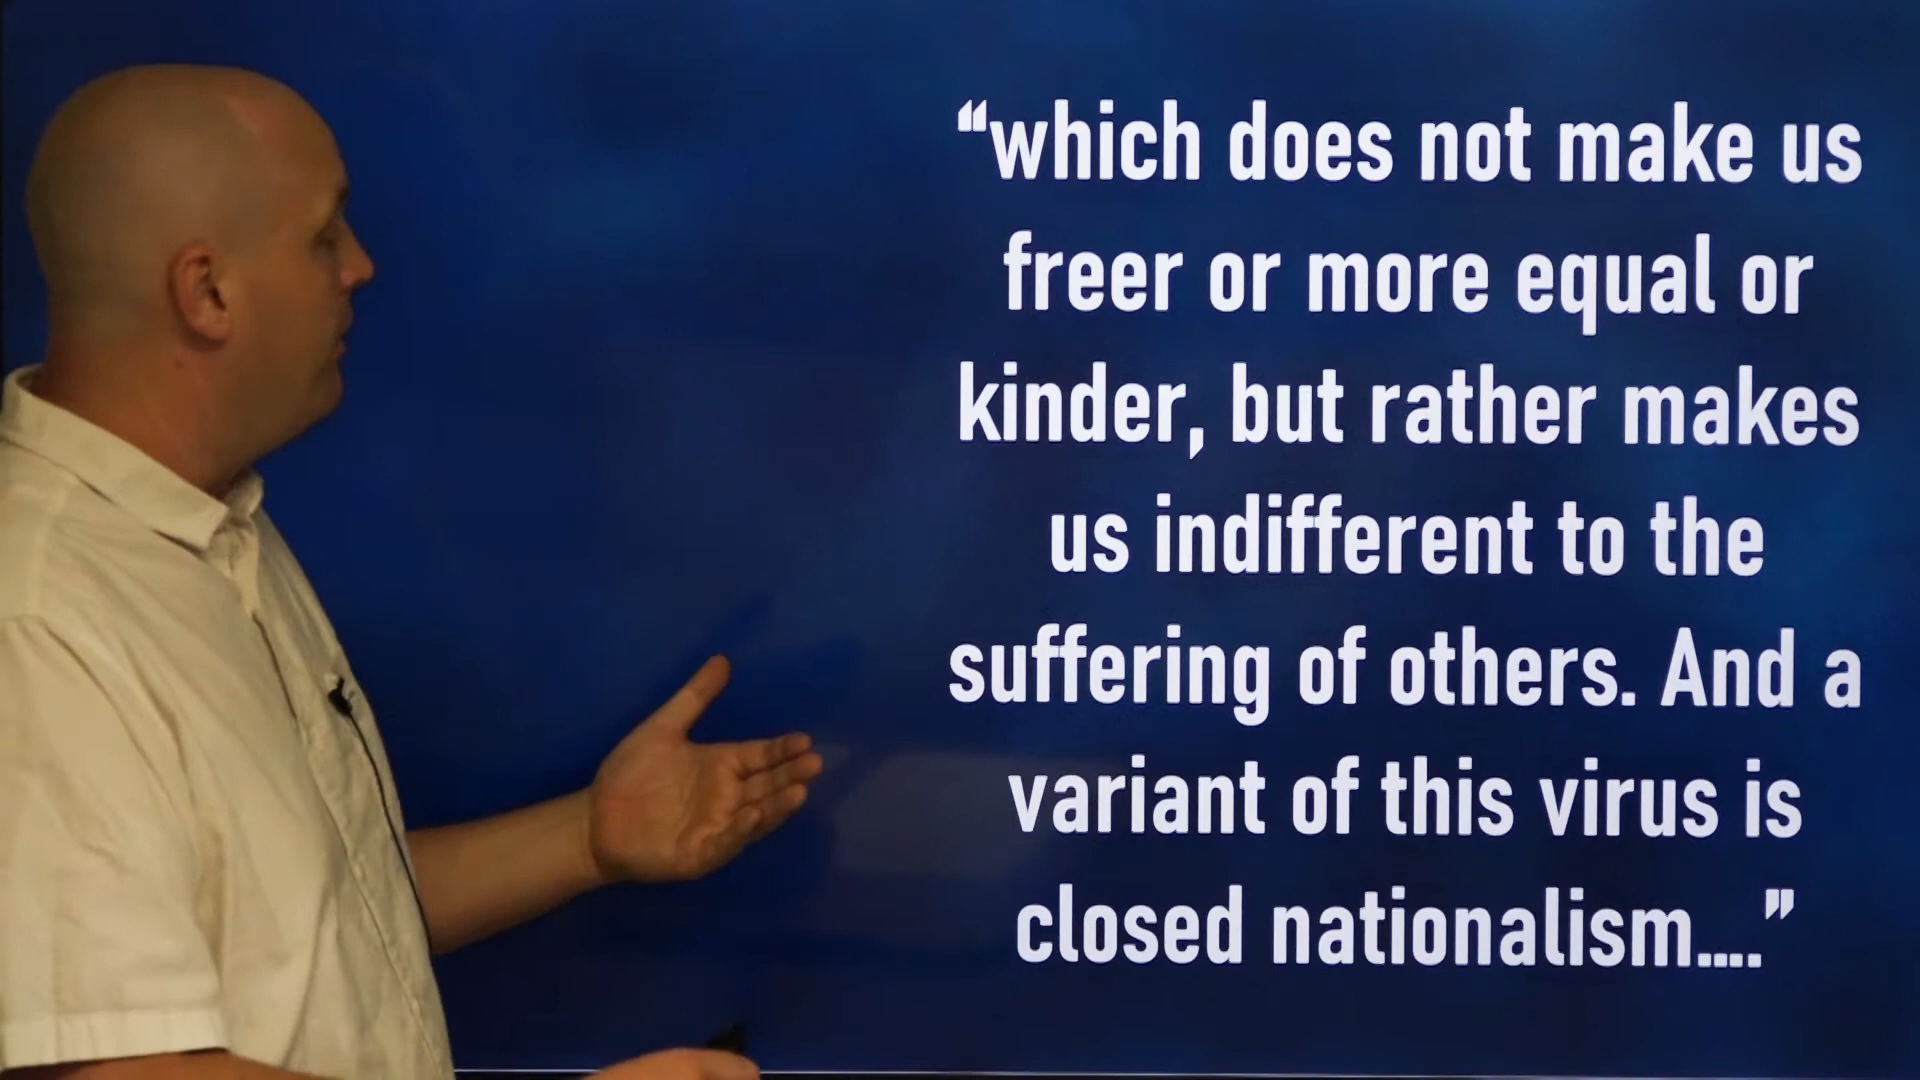 “which does not make us
freer or more equal or
kinder, but rather makes
us indifferent to the
suffering of others. And a
variant of this virus is
closed nationalism....”